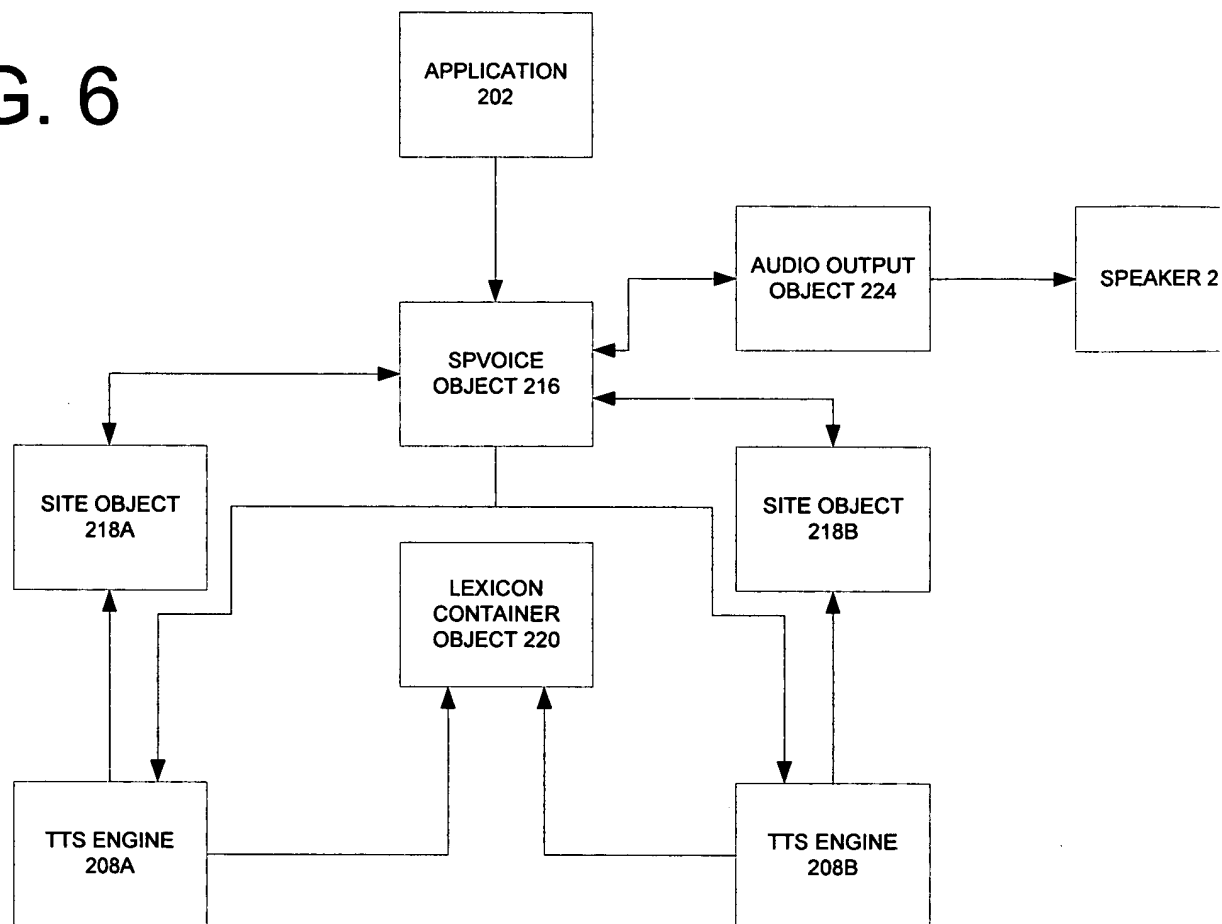 G. 6
APPLICATION
202
AUDIO OUTPUT
OBJECT 224
SPEAKER 2
SPVOICE
OBJECT 216
SITE OBJECT
218A
SITE OBJECT
218B
LEXICON
CONTAINER
OBJECT 220
TTS ENGINE
208A
TTS ENGINE
208B